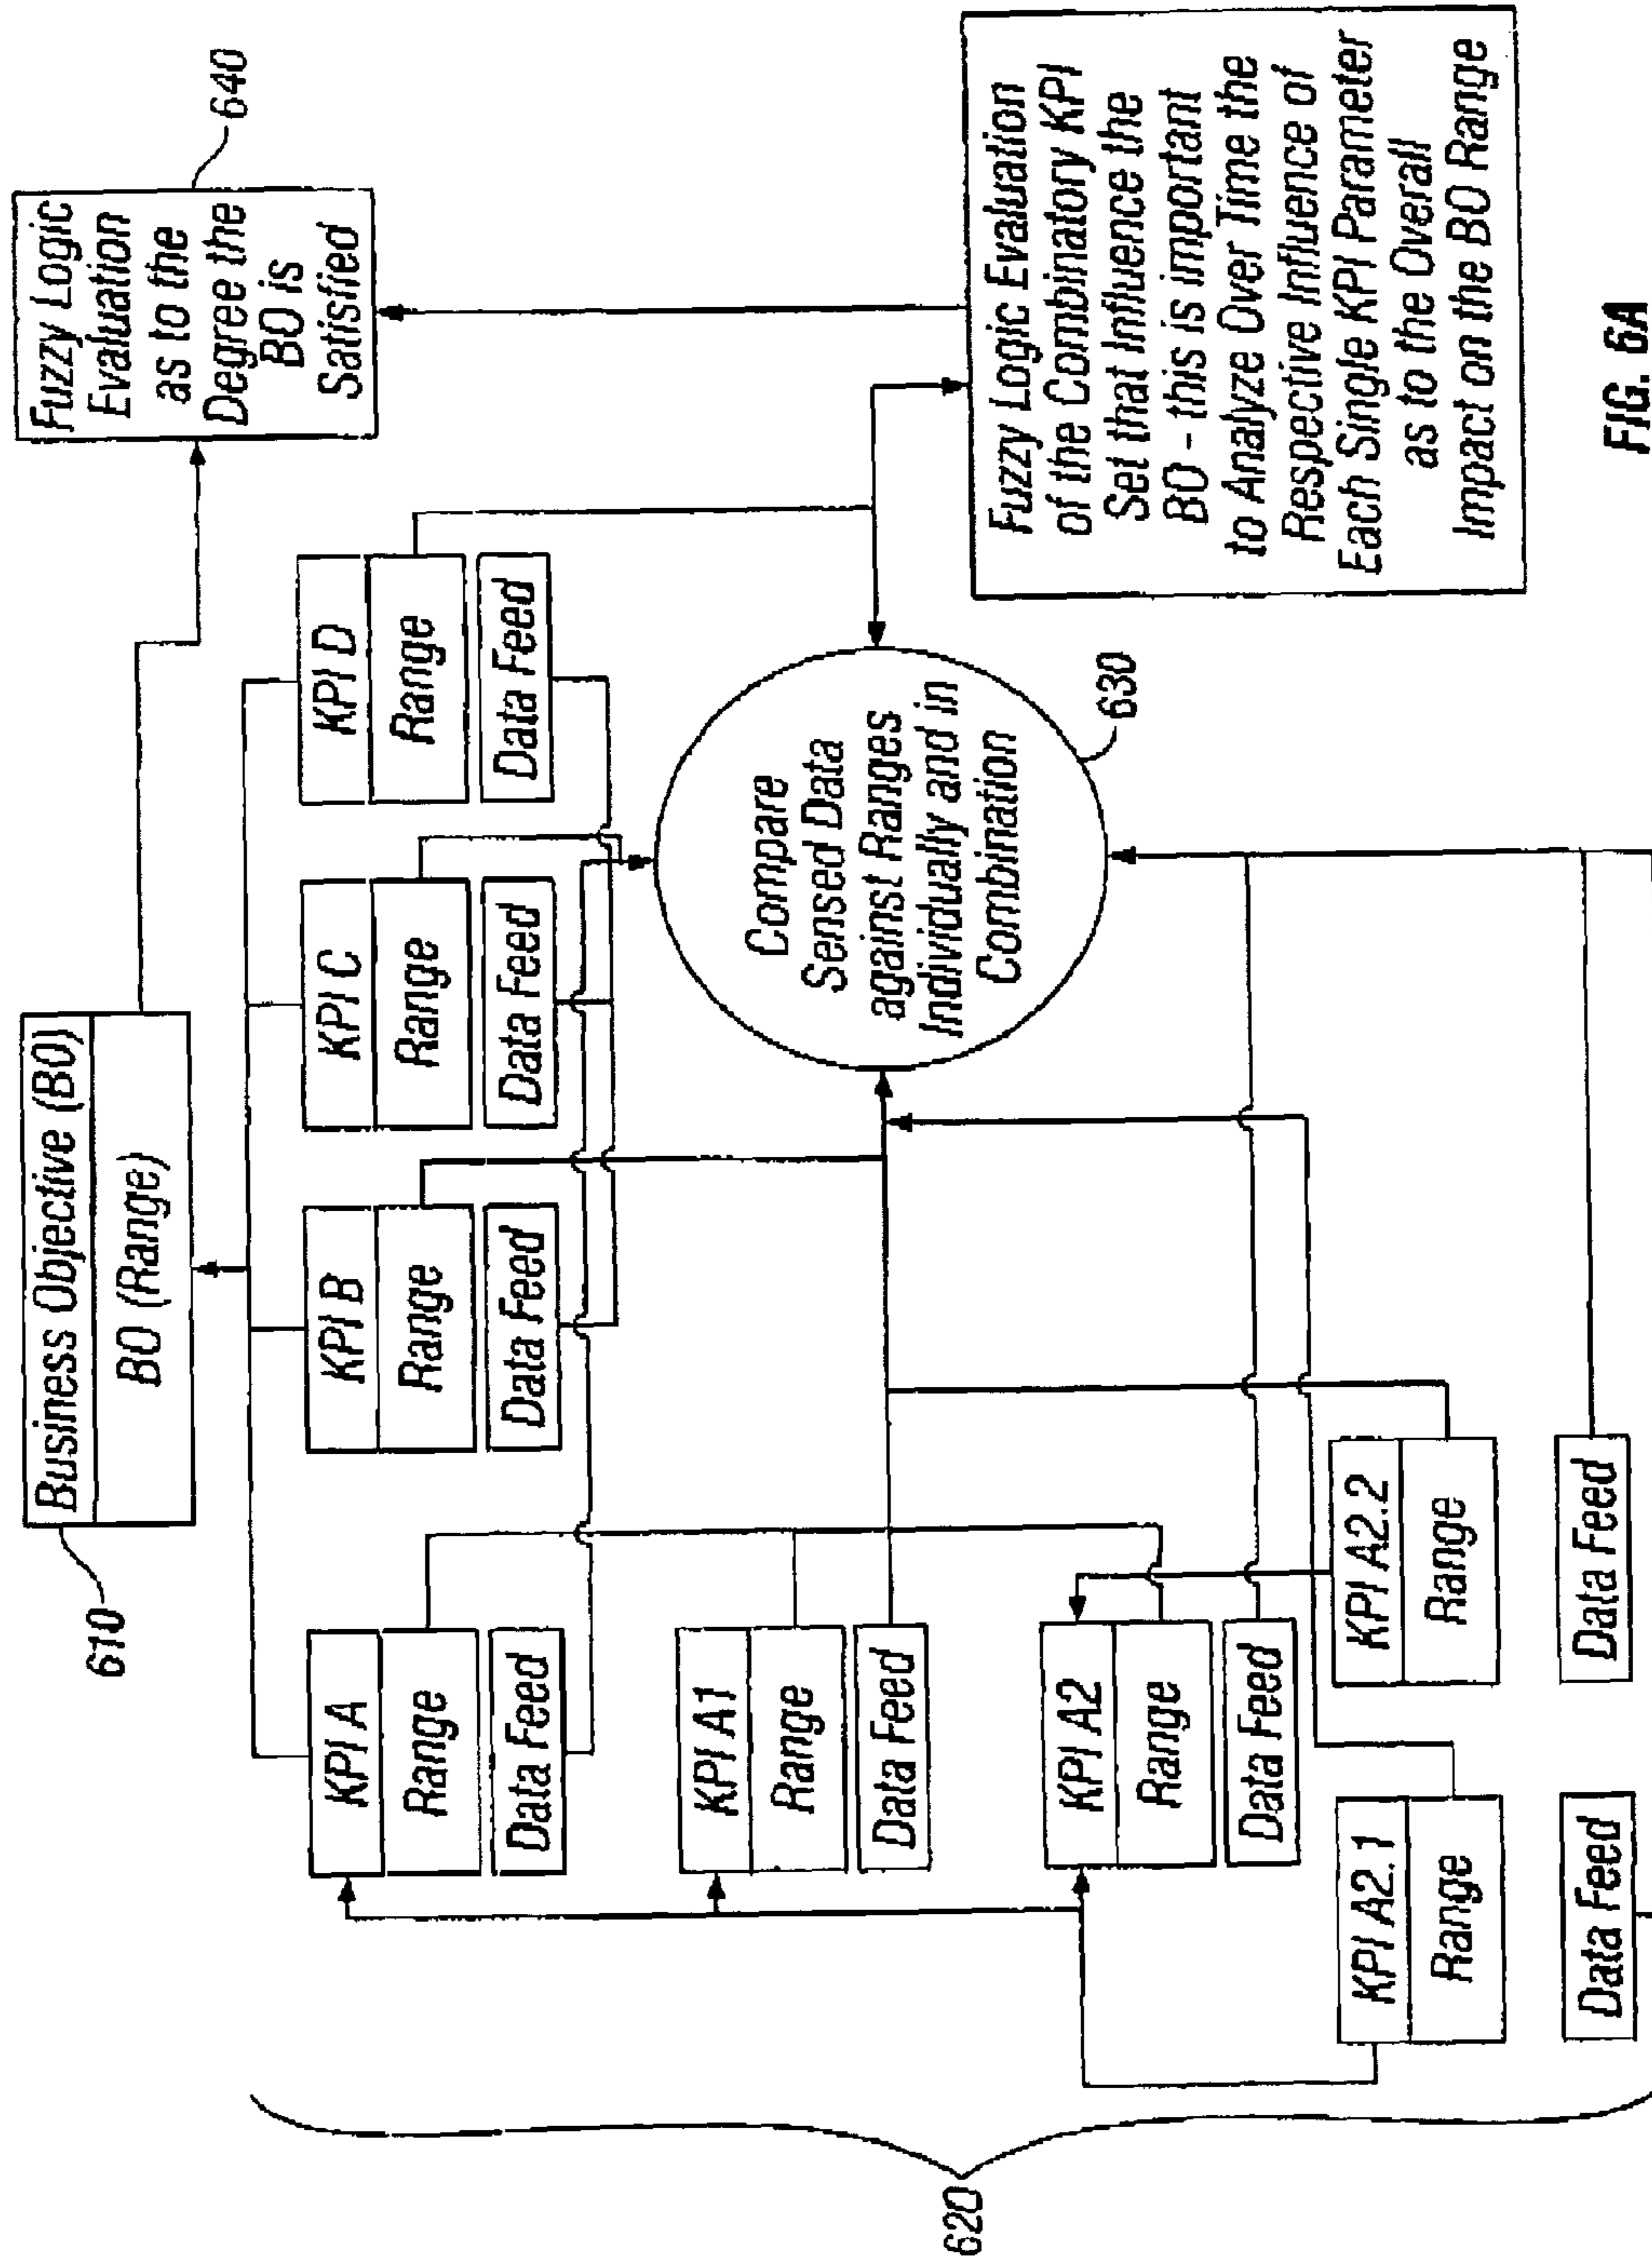 610
Business Objective (BO)
BO (Range)
Fuzzy Logic
Evaluation
as to the
Degree the
BO is
Satisfied
640
KPI A
Range
Data Feed
KPI B
Range
Data Feed
KPI C
Range
Data Feed
KPI D
Range
Data Feed
KPI A1
Range
Data Feed
Compare
Sensed Data
against Ranges
Individually and in
Combination
630
KPI A2
Range
Data Feed
KPI A2.1
Range
Data Feed
KPI A2.2
Range
Data Feed
620
Fuzzy Logic Evaluation
of the Combinatory KPI
Set that Influence the
BO - this is important
to Analyze Over Time the
Respective Influence of
Each Single KPI Parameter
as to the Overall
Impact on the BO Range
FIG. 6A